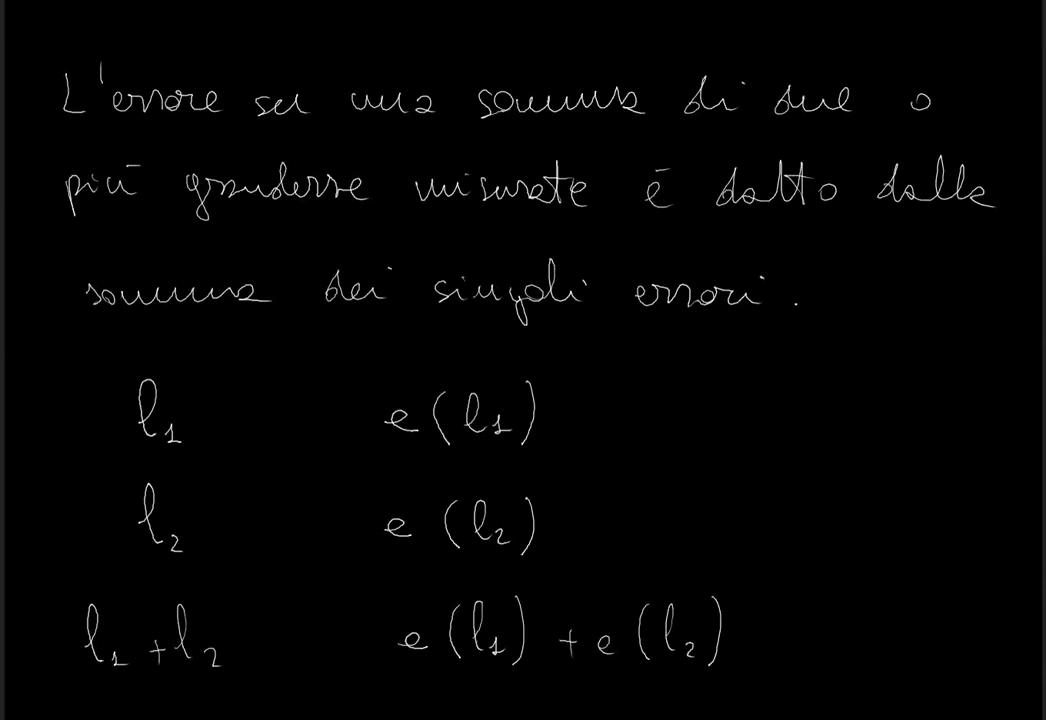 L'errore su una somma di due o
più grandezze misurate è datto dalla
somma dei singoli errori.
l₁ e(l₁)
l₂ e(l₂)
l₁+l₂ e(l₁)+e(l₂)